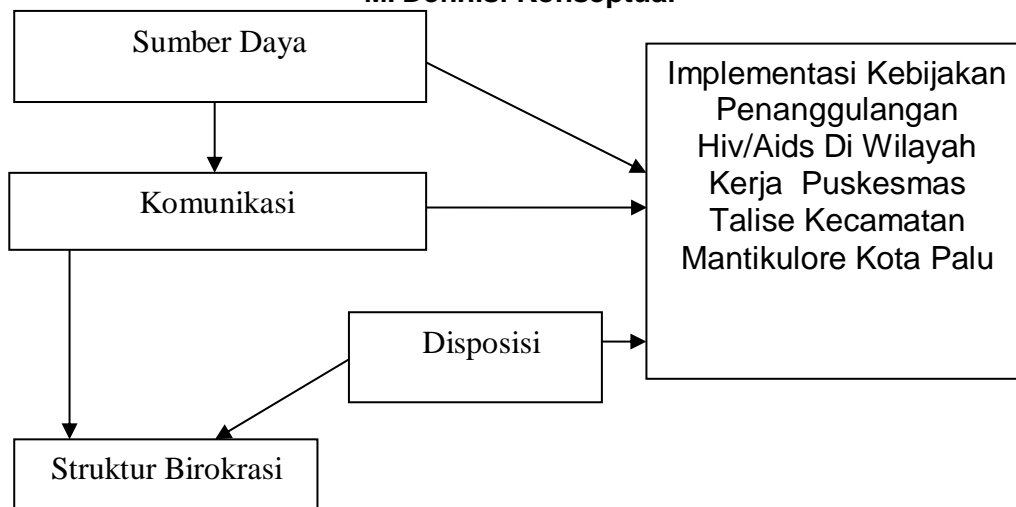 Sumber Daya
Implementasi Kebijakan
Penanggulangan
Hiv/Aids Di Wilayah
Kerja Puskesmas
Talise Kecamatan
Mantikulore Kota Palu
Komunikasi
Disposisi
Struktur Birokrasi